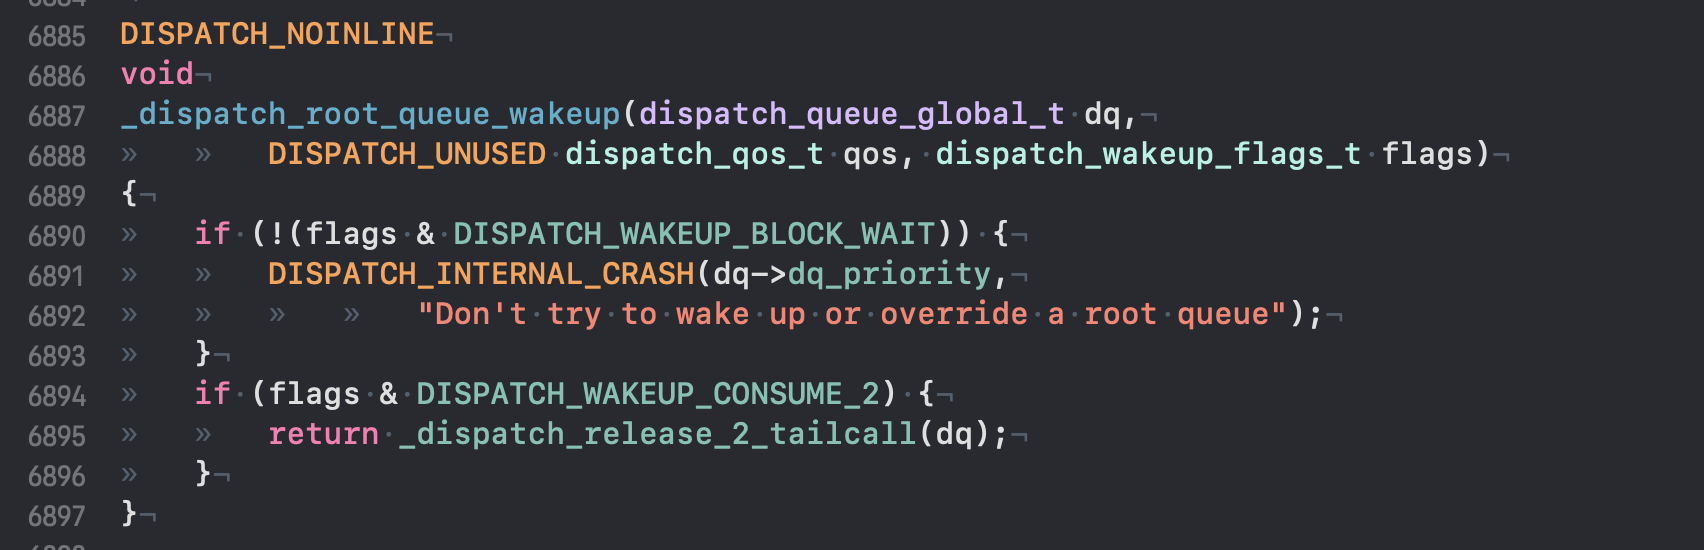 6885 DISPATCH_NOINLINE¬
6886 void¬
6887 _dispatch_root_queue_wakeup(dispatch_queue_global_t·dq,¬
6888 » » DISPATCH_UNUSED·dispatch_qos_t·qos,·dispatch_wakeup_flags_t·flags)¬
6889 {¬
6890 » if·(!(flags·&·DISPATCH_WAKEUP_BLOCK_WAIT))·{¬
6891 » » DISPATCH_INTERNAL_CRASH(dq->dq_priority,¬
6892 » » » » "Don't·try·to·wake·up·or·override·a·root·queue");¬
6893 » }¬
6894 » if·(flags·&·DISPATCH_WAKEUP_CONSUME_2)·{¬
6895 » » return·_dispatch_release_2_tailcall(dq);¬
6896 » }¬
6897 }¬